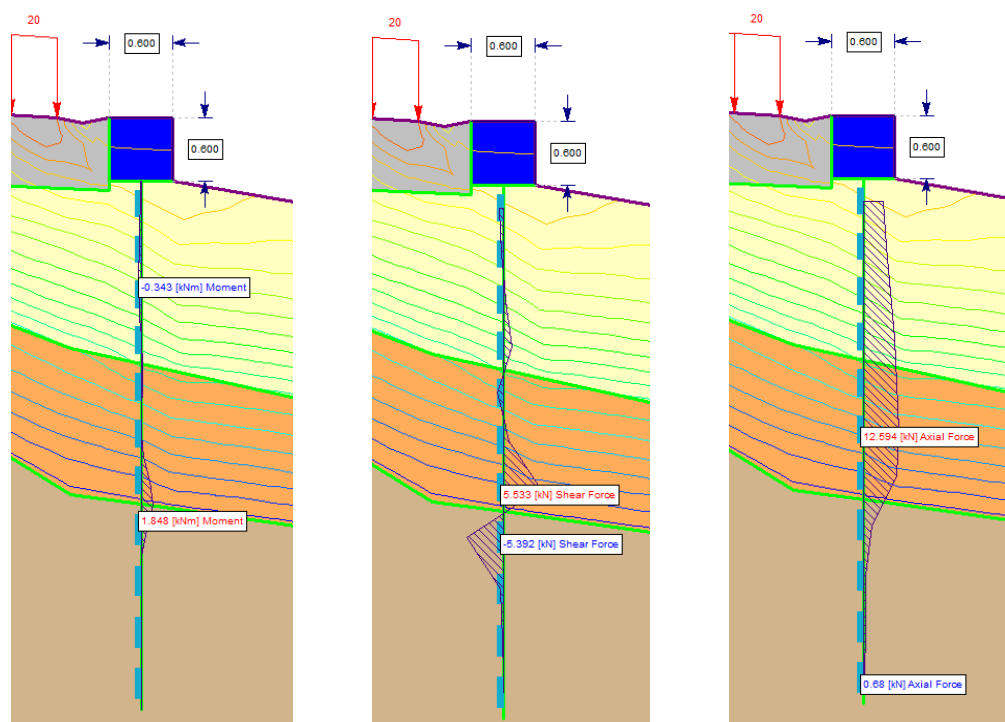 20
0.600
0.600
-0.343 [kNm] Moment
1.848 [kNm] Moment
20
0.600
0.600
5.533 [kN] Shear Force
-5.392 [kN] Shear Force
20
0.600
0.600
12.594 [kN] Axial Force
0.68 [kN] Axial Force